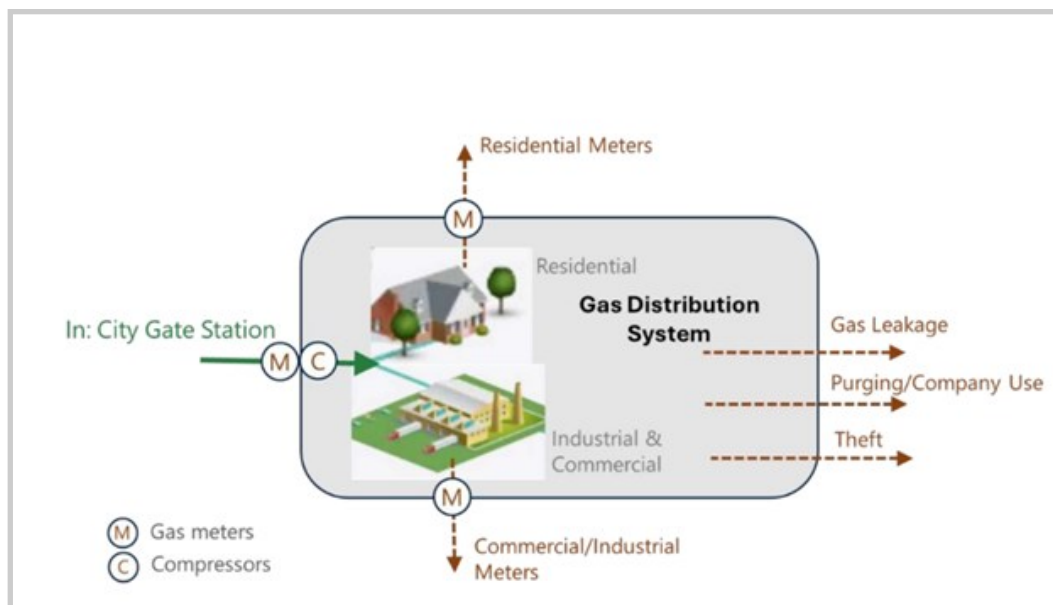 Residential Meters
M
Residential
Gas Distribution
System
In: City Gate Station
M
C
Gas Leakage
Purging/Company Use
Theft
Industrial &
Commercial
M
Commercial/Industrial
Meters
M Gas meters
C Compressors